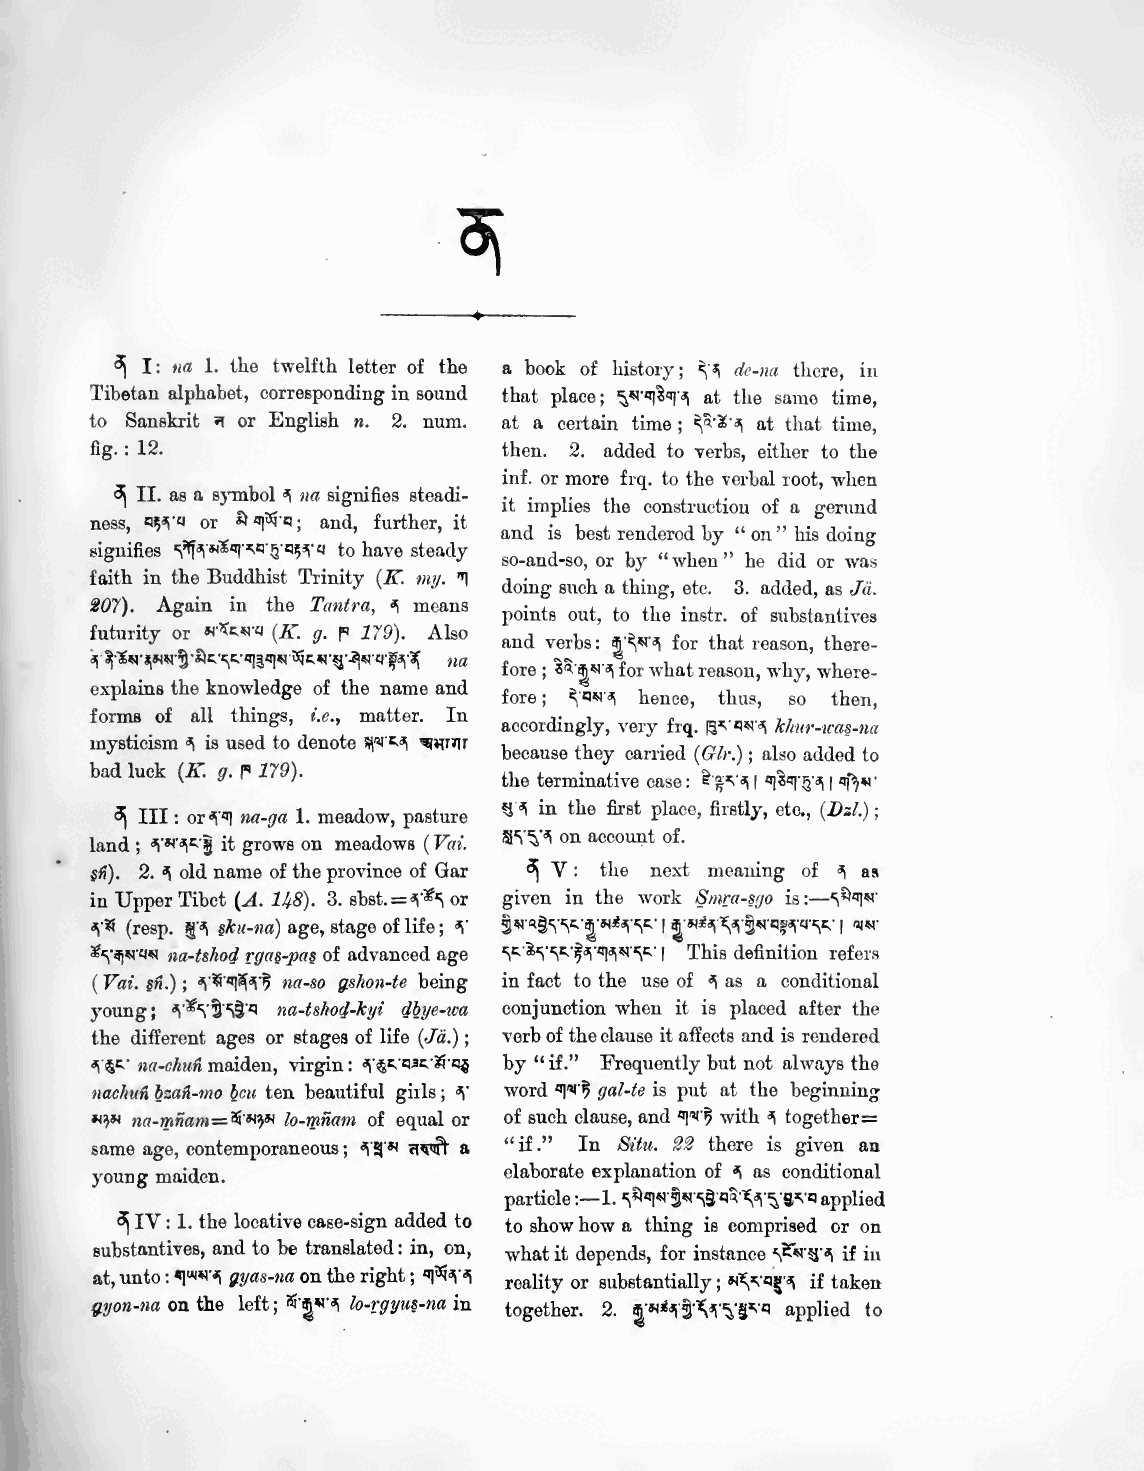 ན
ན I: na 1. the twelfth letter of the
Tibetan alphabet, corresponding in sound
to Sanskrit न or English n. 2. num.
fig.: 12.
ན II. as a symbol ན na signifies steadi-
ness, བརྟན་པ or མི་གཡོ་བ; and, further, it
signifies དཀོན་མཆོག་རབ་ཏུ་བརྟན་པ to have steady
faith in the Buddhist Trinity (K. my. ག
207). Again in the Tantra, ན means
futurity or མ་འོངས་པ (K. g. ཁ 179). Also
ན་ནི་ཆོས་རྣམས་ཀྱི་མིང་དང་གཟུགས་ཡོངས་སུ་ཤེས་པ་སྟོན་ནོ na
explains the knowledge of the name and
forms of all things, i.e., matter. In
mysticism ན is used to denote སྐལ་ངན अभाग
bad luck (K. g. ཁ 179).
ན III: or ན་ག na-ga 1. meadow, pasture
land; ན་མ་ནང་སྐྱེ it grows on meadows (Vai.
s̱ñ). 2. ན old name of the province of Gar
in Upper Tibet (A. 148). 3. sbst.=ན་ཚོད or
ན་སོ (resp. སྐུ་ན s̱ku-na) age, stage of life; ན་
ཚོད་རྒས་པས na-tshoḏ ṟgas̱-pas̱ of advanced age
(Vai. s̱ñ.); ན་སོ་གཞོན་ཏེ na-so g̱shon-te being
young; ན་ཚོད་ཀྱི་དབྱེ་བ na-tshoḏ-kyi ḏḇye-wa
the different ages or stages of life (Jä.);
ན་ཆུང་ na-chuñ maiden, virgin: ན་ཆུང་བཟང་མོ་བཅུ
nachuñ ḇzañ-mo ḇcu ten beautiful girls; ན་
མཉམ na-m̱ñam=ལོ་མཉམ lo-m̱ñam of equal or
same age, contemporaneous; ན་ཟླ་མ तरुणी a
young maiden.
ན IV: 1. the locative case-sign added to
substantives, and to be translated: in, on,
at, unto: གཡས་ན g̱yas-na on the right; གཡོན་ན
g̱yon-na on the left; ལོ་རྒྱུས་ན lo-ṟgyus̱-na in
a book of history; དེ་ན de-na there, in
that place; དུས་གཅིག་ན at the same time,
at a certain time; དེའི་ཚེ་ན at that time,
then. 2. added to verbs, either to the
inf. or more frq. to the verbal root, when
it implies the construction of a gerund
and is best rendered by “on” his doing
so-and-so, or by “when” he did or was
doing such a thing, etc. 3. added, as Jä.
points out, to the instr. of substantives
and verbs: རྒྱུ་དེས་ན for that reason, there-
fore; ཅིའི་རྒྱུས་ན for what reason, why, where-
fore; དེ་བས་ན hence, thus, so then,
accordingly, very frq. ཁུར་བས་ན khur-was̱-na
because they carried (Glr.); also added to
the terminative case: ཇི་ལྟར་ན། གཅིག་ཏུ་ན། གཉིས་
སུ་ན in the first place, firstly, etc., (Dzl.);
སླད་དུ་ན on account of.
ན V: the next meaning of ན as
given in the work S̱mṟa-s̱go is:—དམིགས་
ཀྱིས་འབྱེད་དང་རྒྱུ་མཚན་དང་། རྒྱུ་མཚན་དོན་གྱིས་བསྟན་པ་དང་། ལས་
དང་ཚེད་དང་རྟེན་གནས་དང་། This definition refers
in fact to the use of ན as a conditional
conjunction when it is placed after the
verb of the clause it affects and is rendered
by “if.” Frequently but not always the
word གལ་ཏེ gal-te is put at the beginning
of such clause, and གལ་ཏེ with ན together=
“if.” In Situ. 22 there is given an
elaborate explanation of ན as conditional
particle:—1. དམིགས་ཀྱིས་དབྱེ་བའི་དོན་དུ་སྦྱར་བ applied
to show how a thing is comprised or on
what it depends, for instance དངོས་སུ་ན if in
reality or substantially; མདོར་བསྡུ་ན if taken
together. 2. རྒྱུ་མཚན་གྱི་དོན་དུ་སྦྱར་བ applied to